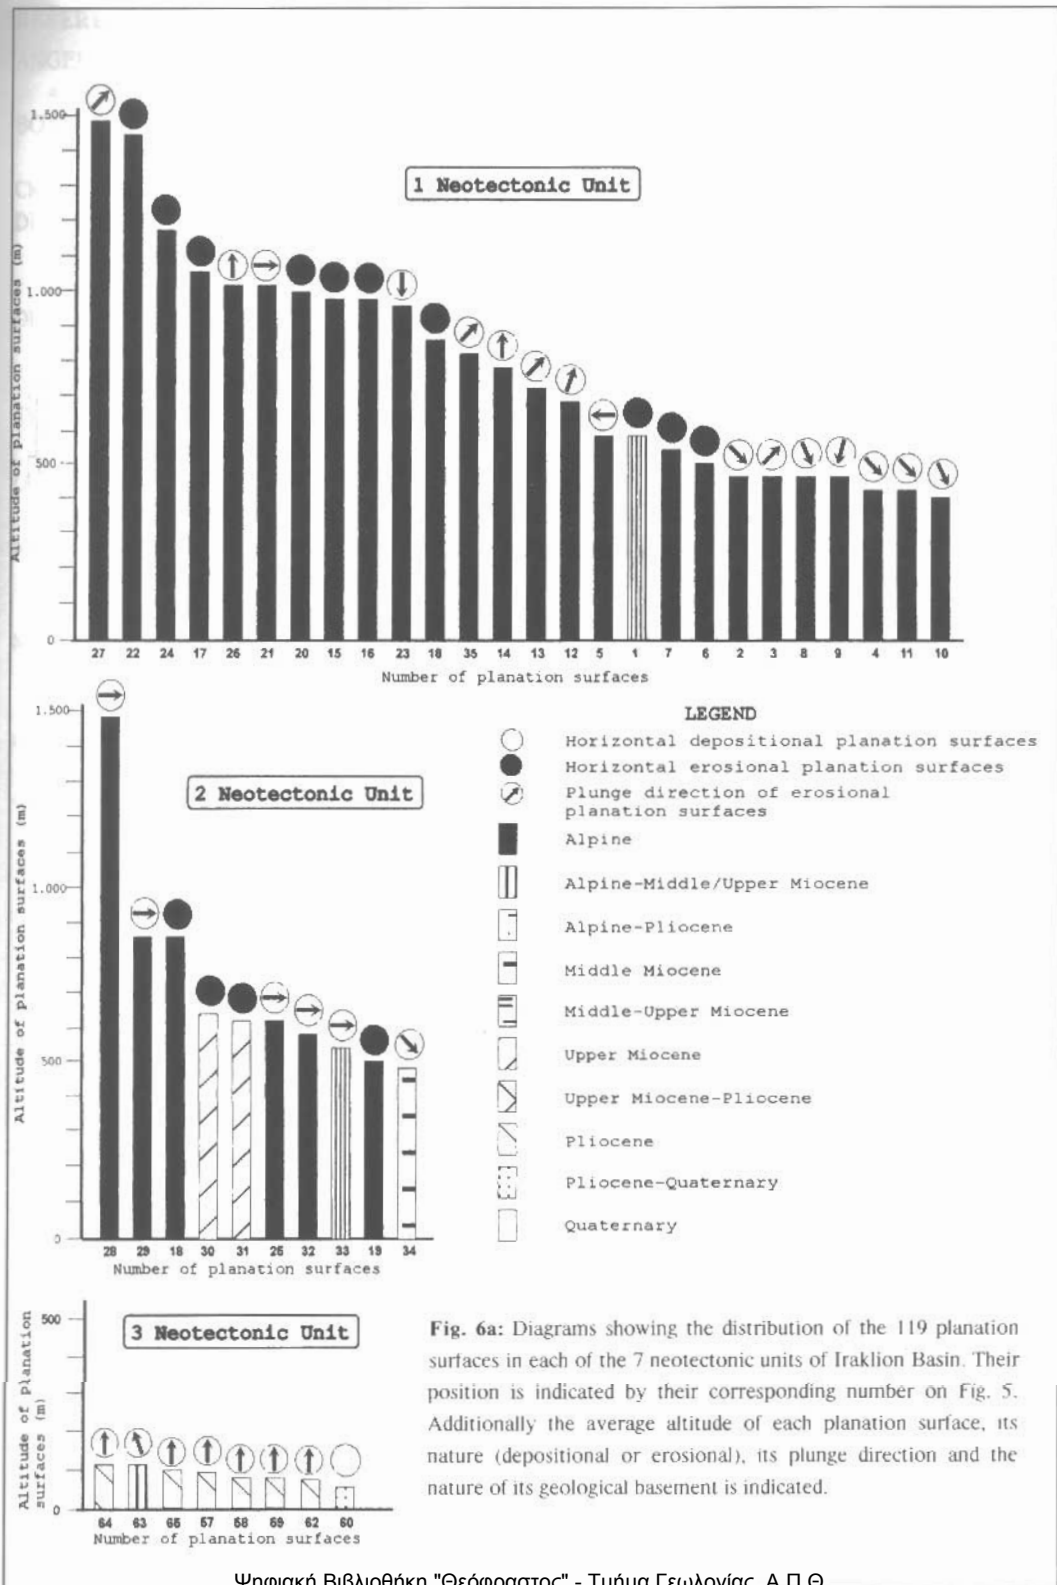 1.500
1 Neotectonic Unit
Altitude of planation surfaces (m)
1.000
500
0
27 22 24 17 26 21 20 15 16 23 18 35 14 13 12 5 1 7 6 2 3 8 9 4 11 10
Number of planation surfaces
1.500
2 Neotectonic Unit
Altitude of planation surfaces (m)
1.000
500
0
28 29 18 30 31 25 32 33 19 34
Number of planation surfaces
LEGEND
Horizontal depositional planation surfaces
Horizontal erosional planation surfaces
Plunge direction of erosional
planation surfaces
Alpine
Alpine-Middle/Upper Miocene
Alpine-Pliocene
Middle Miocene
Middle-Upper Miocene
Upper Miocene
Upper Miocene-Pliocene
Pliocene
Pliocene-Quaternary
Quaternary
3 Neotectonic Unit
Altitude of planation
surfaces (m)
500
0
64 63 66 67 68 69 62 60
Number of planation surfaces
Fig. 6a: Diagrams showing the distribution of the 119 planation
surfaces in each of the 7 neotectonic units of Iraklion Basin. Their
position is indicated by their corresponding number on Fig. 5.
Additionally the average altitude of each planation surface, its
nature (depositional or erosional), its plunge direction and the
nature of its geological basement is indicated.
Ψηφιακή Βιβλιοθήκη "Θεόφραστος" - Τμήμα Γεωλογίας. Α.Π.Θ.